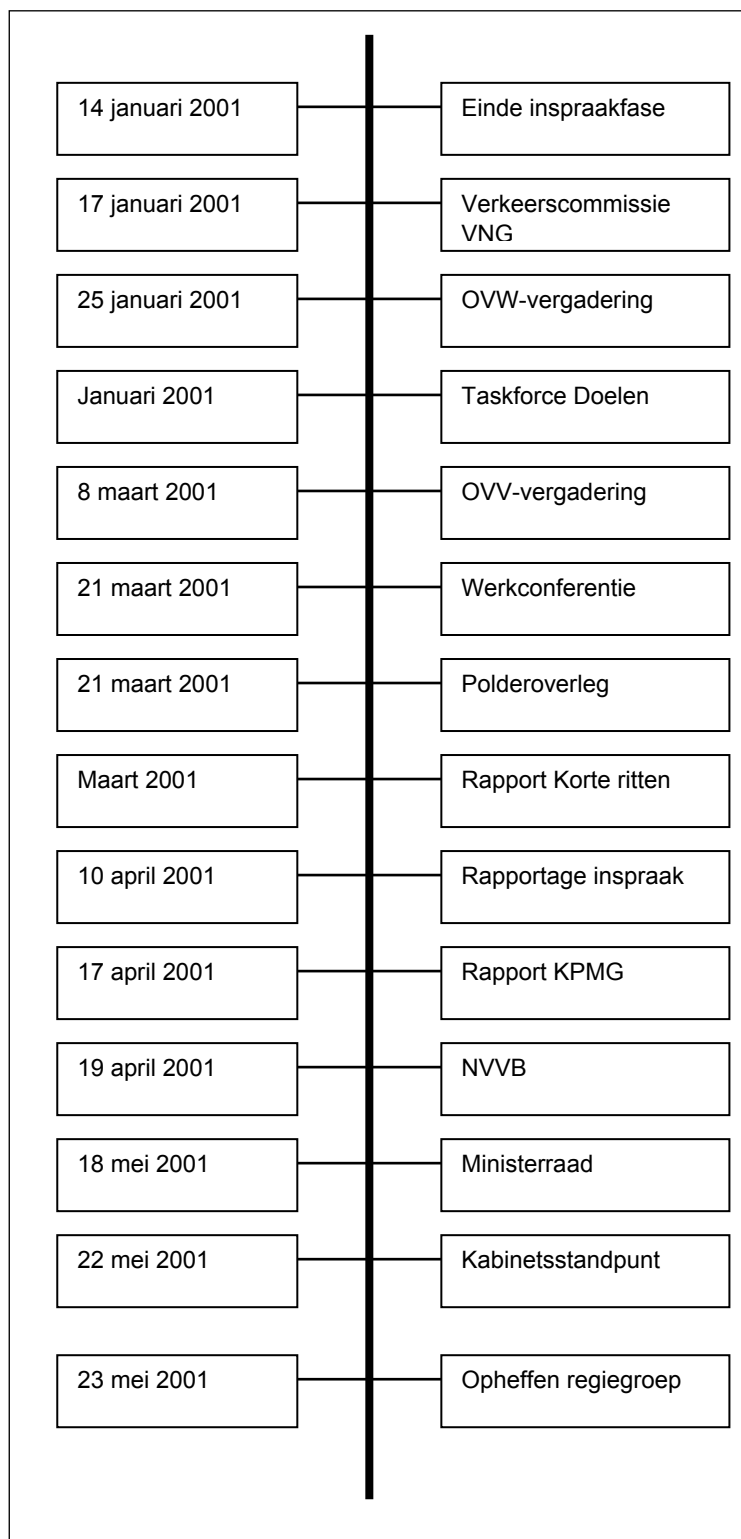 14 januari 2001
Einde inspraakfase
17 januari 2001
Verkeerscommissie
VNG
25 januari 2001
OVW-vergadering
Januari 2001
Taskforce Doelen
8 maart 2001
OVV-vergadering
21 maart 2001
Werkconferentie
21 maart 2001
Polderoverleg
Maart 2001
Rapport Korte ritten
10 april 2001
Rapportage inspraak
17 april 2001
Rapport KPMG
19 april 2001
NVVB
18 mei 2001
Ministerraad
22 mei 2001
Kabinetsstandpunt
23 mei 2001
Opheffen regiegroep